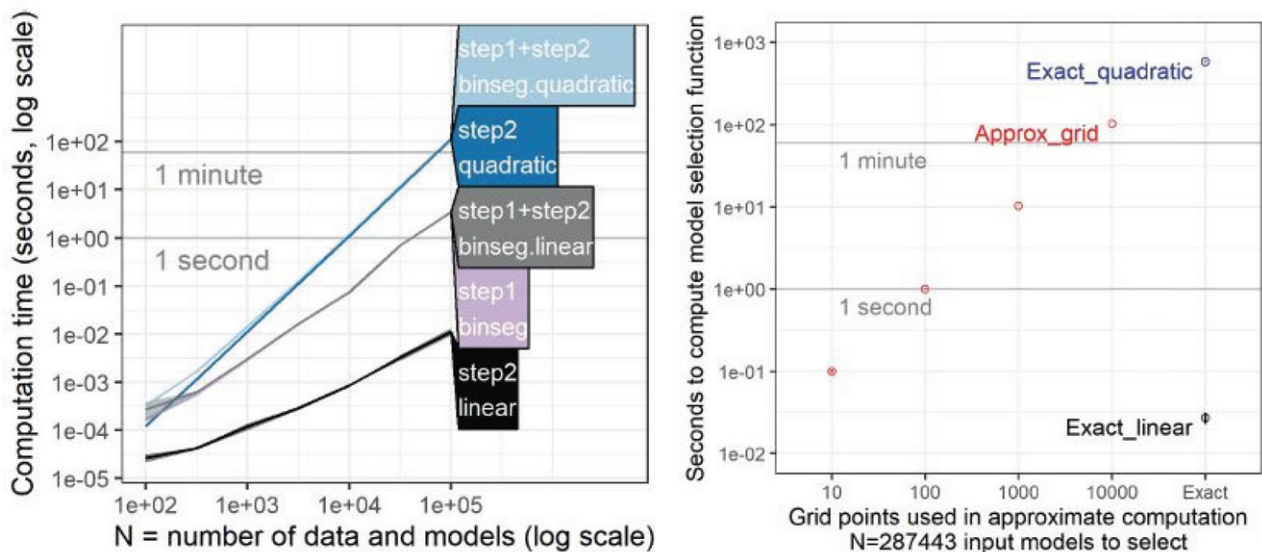 Computation time (seconds, log scale)
1e+02
1e+01
1e+00
1e-01
1e-02
1e-03
1e-04
1e-05
1 minute
1 second
step1+step2
binseg.quadratic
step2
quadratic
step1+step2
binseg.linear
step1
binseg
step2
linear
1e+02 1e+03 1e+04 1e+05
N = number of data and models (log scale)
Seconds to compute model selection function
1e+03
1e+02
1e+01
1e+00
1e-01
1e-02
Exact_quadratic
Approx_grid
1 minute
1 second
Exact_linear
10 100 1000 10000 Exact
Grid points used in approximate computation
N=287443 input models to select